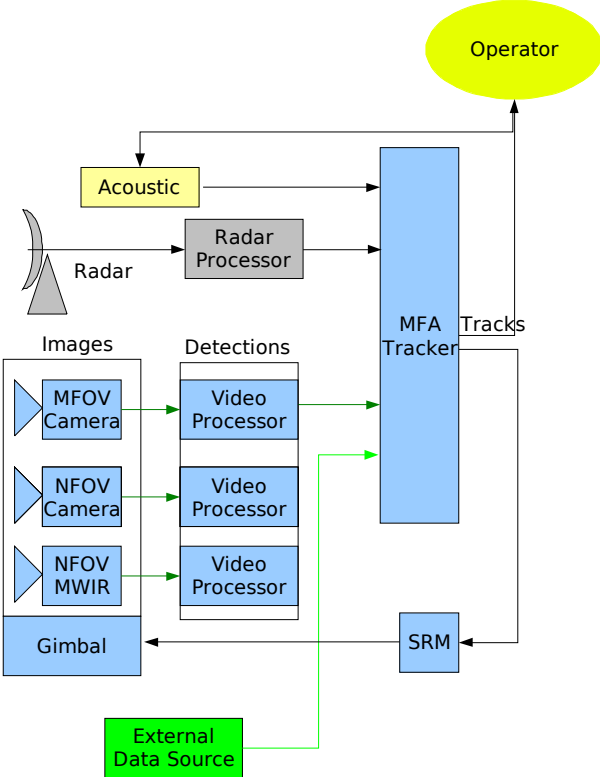 Operator
Acoustic
Radar
Processor
Radar
MFA
Tracker
Tracks
Images
Detections
MFOV
Camera
Video
Processor
NFOV
Camera
Video
Processor
NFOV
MWIR
Video
Processor
Gimbal
SRM
External
Data Source